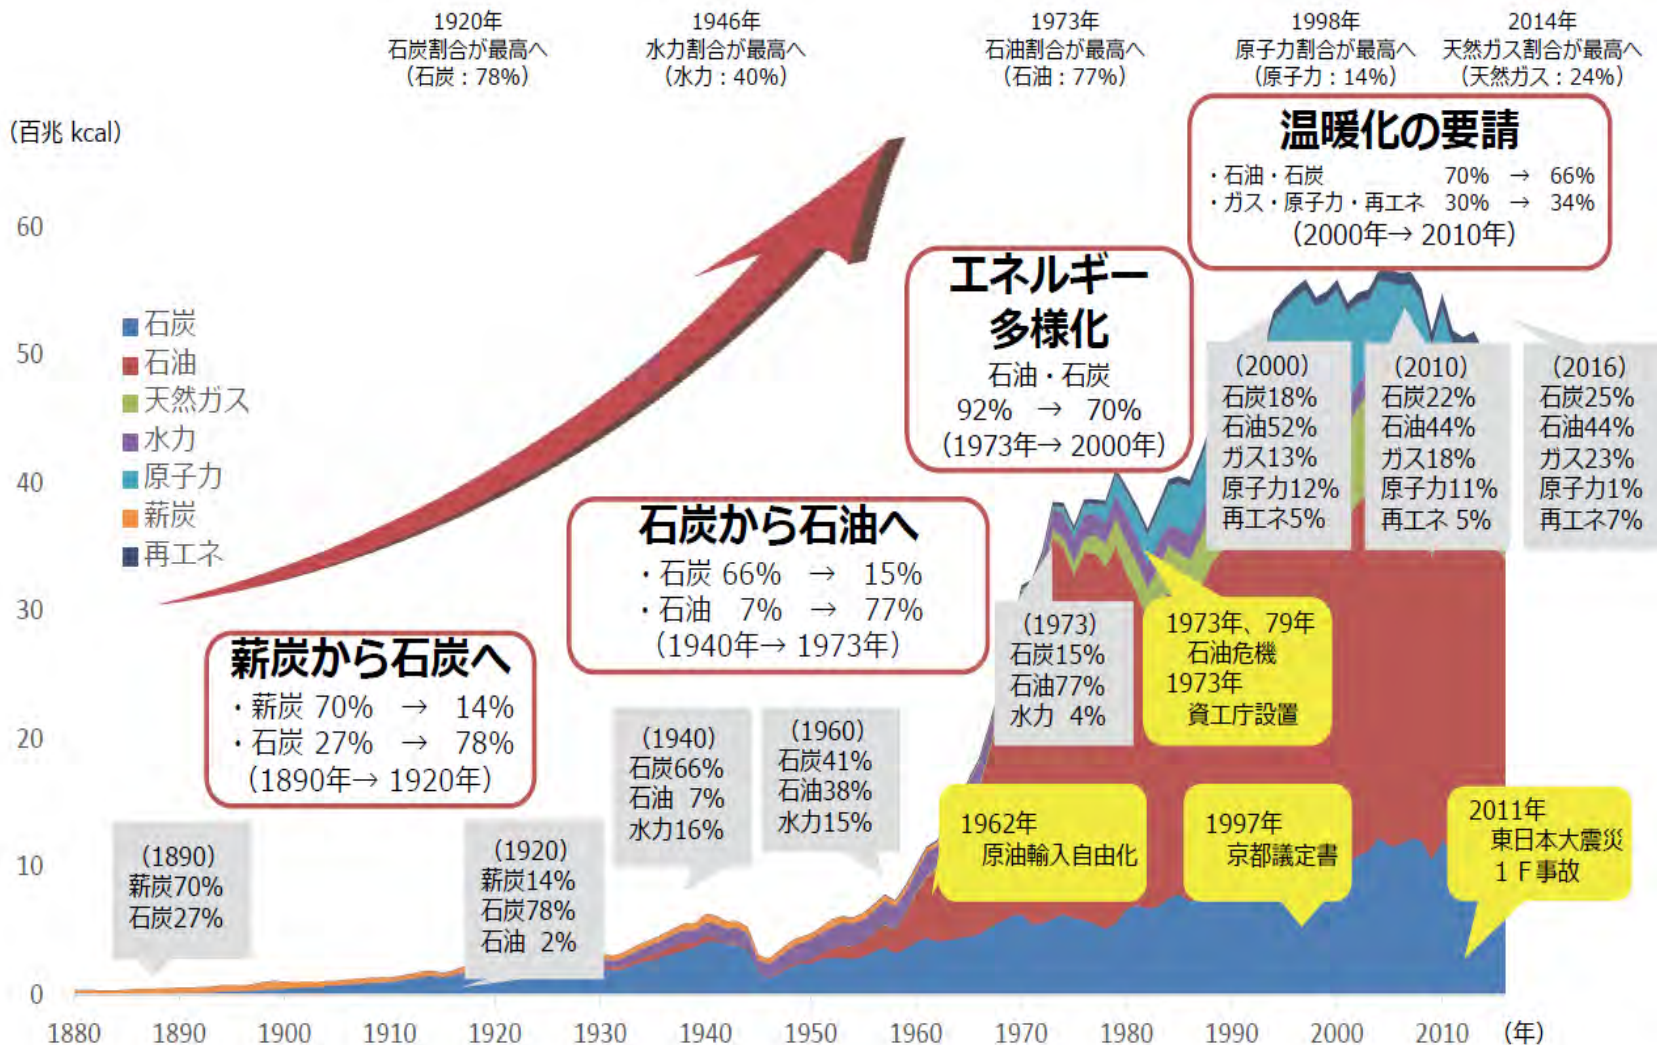 1920年
石炭割合が最高へ
（石炭：78%）
1946年
水力割合が最高へ
（水力：40%）
1973年
石油割合が最高へ
（石油：77%）
1998年
原子力割合が最高へ
（原子力：14%）
2014年
天然ガス割合が最高へ
（天然ガス：24%）
（百兆 kcal）
60
50
40
30
20
10
0
石炭
石油
天然ガス
水力
原子力
薪炭
再エネ
温暖化の要請
・石油・石炭 70% → 66%
・ガス・原子力・再エネ 30% → 34%
（2000年→ 2010年）
エネルギー
多様化
石油・石炭
92% → 70%
（1973年→ 2000年）
石炭から石油へ
・石炭 66% → 15%
・石油 7% → 77%
（1940年→ 1973年）
薪炭から石炭へ
・薪炭 70% → 14%
・石炭 27% → 78%
（1890年→ 1920年）
（1890）
薪炭70%
石炭27%
（1920）
薪炭14%
石炭78%
石油 2%
（1940）
石炭66%
石油 7%
水力16%
（1960）
石炭41%
石油38%
水力15%
（1973）
石炭15%
石油77%
水力 4%
（2000）
石炭18%
石油52%
ガス13%
原子力12%
再エネ5%
（2010）
石炭22%
石油44%
ガス18%
原子力11%
再エネ 5%
（2016）
石炭25%
石油44%
ガス23%
原子力1%
再エネ7%
1973年、79年
石油危機
1973年
資工庁設置
1962年
原油輸入自由化
1997年
京都議定書
2011年
東日本大震災
１Ｆ事故
1880 1890 1900 1910 1920 1930 1940 1950 1960 1970 1980 1990 2000 2010 （年）